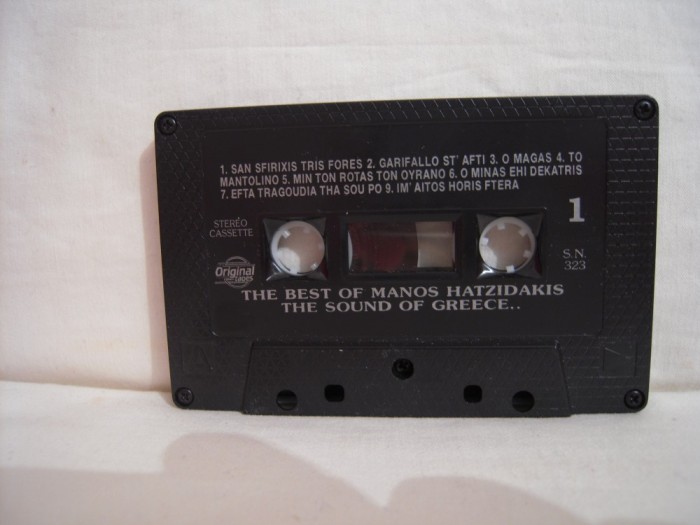 1. SAN SFIRIXIS TRIS FORES 2. GARIFALLO ST' AFTI 3. O MAGAS 4. TO
MANTOLINO 5. MIN TON ROTAS TON OYRANO 6. O MINAS EHI DEKATRIS
7. EFTA TRAGOUDIA THA SOU PO 9. IM' AITOS HORIS FTERA
1
STEREO
CASSETTE
S.N.
323
Original
THE BEST OF MANOS HATZIDAKIS
THE SOUND OF GREECE..